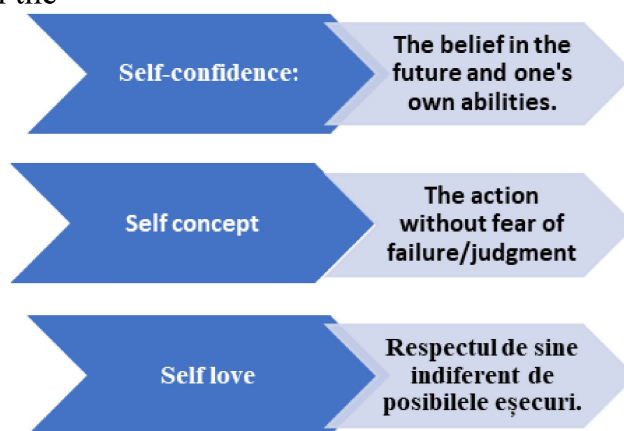 the
Self-confidence:
The belief in the
future and one's
own abilities.
Self concept
The action
without fear of
failure/judgment
Self love
Respectul de sine
indiferent de
posibilele eșecuri.